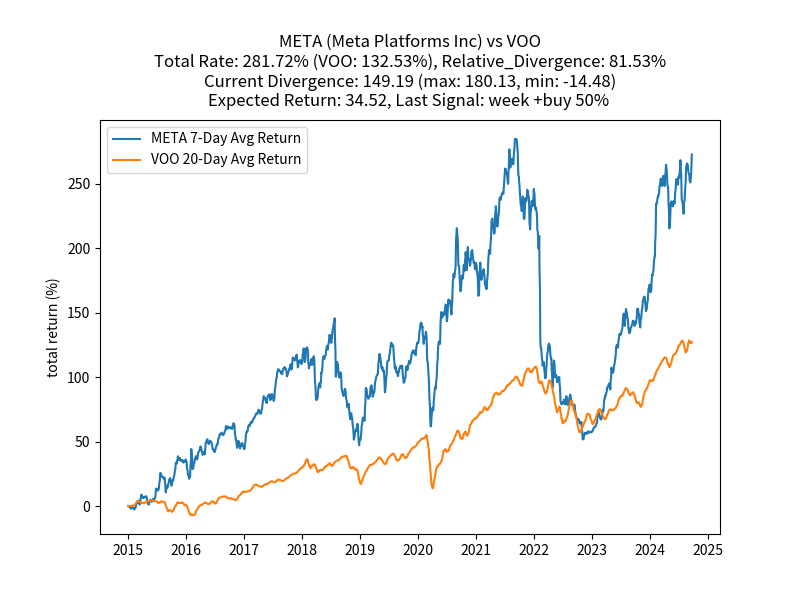 META (Meta Platforms Inc) vs VOO
Total Rate: 281.72% (VOO: 132.53%), Relative_Divergence: 81.53%
Current Divergence: 149.19 (max: 180.13, min: -14.48)
Expected Return: 34.52, Last Signal: week +buy 50%
META 7-Day Avg Return
VOO 20-Day Avg Return
total return (%)
250
200
150
100
50
0
2015 2016 2017 2018 2019 2020 2021 2022 2023 2024 2025